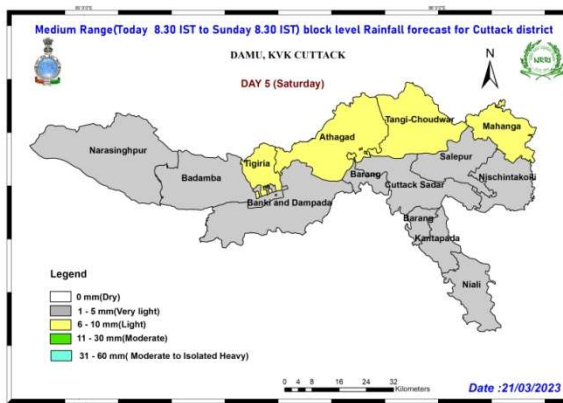 Medium Range(Today 8.30 IST to Sunday 8.30 IST) block level Rainfall forecast for Cuttack district
DAMU, KVK CUTTACK
N
NRRI
DAY 5 (Saturday)
Tangi-Choudwar
Mahanga
Athagad
Narasinghpur
Tigiria
Salepur
Badamba
Barang
Nischintakoili
Cuttack Sadar
Banki and Dampada
Barang
Kantapada
Niali
Legend
0 mm(Dry)
1 - 5 mm(Very light)
6 - 10 mm(Light)
11 - 30 mm(Moderate)
31 - 60 mm( Moderate to Isolated Heavy)
0 4 8 16 24 32
Kilometers
Date :21/03/2023